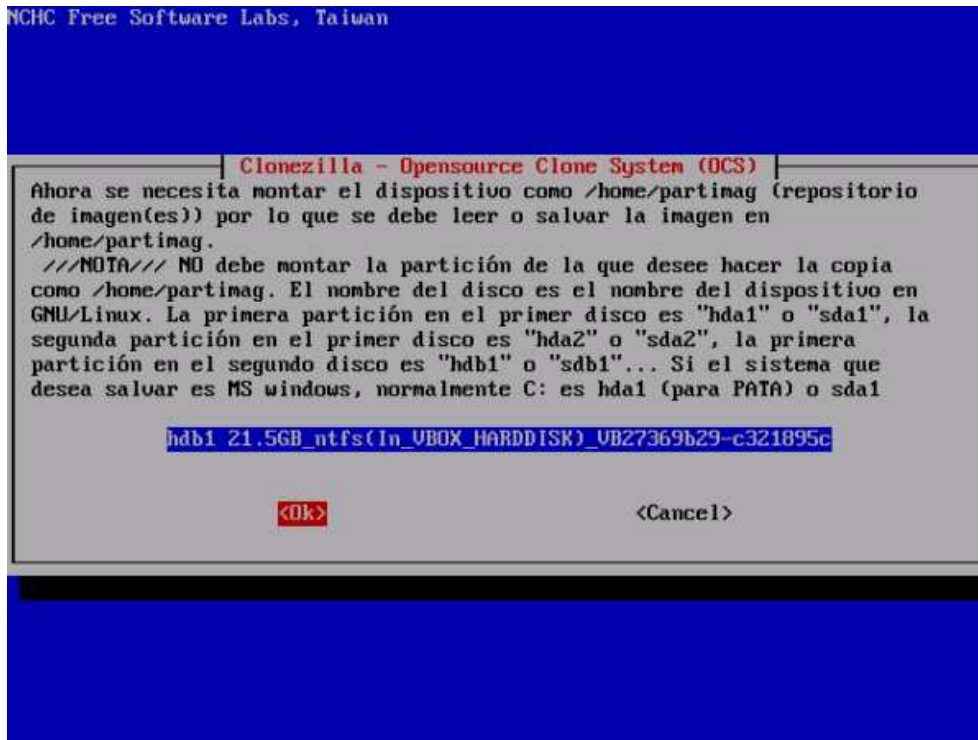 NCHC Free Software Labs, Taiwan
Clonezilla - Opensource Clone System (OCS)
Ahora se necesita montar el dispositivo como /home/partimag (repositorio
de imagen(es)) por lo que se debe leer o salvar la imagen en
/home/partimag.
///NOTA/// NO debe montar la partición de la que desee hacer la copia
como /home/partimag. El nombre del disco es el nombre del dispositivo en
GNU/Linux. La primera partición en el primer disco es "hda1" o "sda1", la
segunda partición en el primer disco es "hda2" o "sda2", la primera
partición en el segundo disco es "hdb1" o "sdb1"... Si el sistema que
desea salvar es MS windows, normalmente C: es hda1 (para PATA) o sda1
hdb1 21.5GB_ntfs(In_VBOX_HARDDISK)_VB27369b29-c321895c
<Ok> <Cancel>